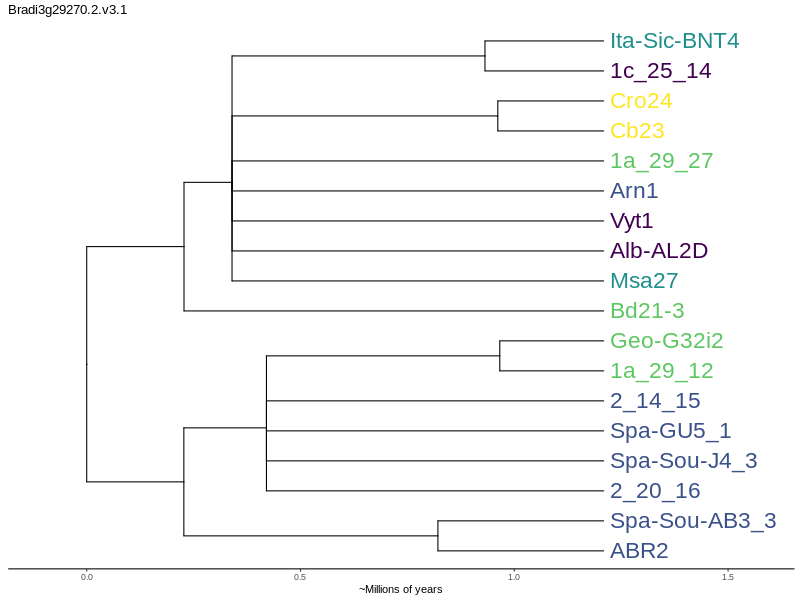 Bradi3g29270.2.v3.1
Ita-Sic-BNT4
1c_25_14
Cro24
Cb23
1a_29_27
Arn1
Vyt1
Alb-AL2D
Msa27
Bd21-3
Geo-G32i2
1a_29_12
2_14_15
Spa-GU5_1
Spa-Sou-J4_3
2_20_16
Spa-Sou-AB3_3
ABR2
0.0 0.5 1.0 1.5
~Millions of years